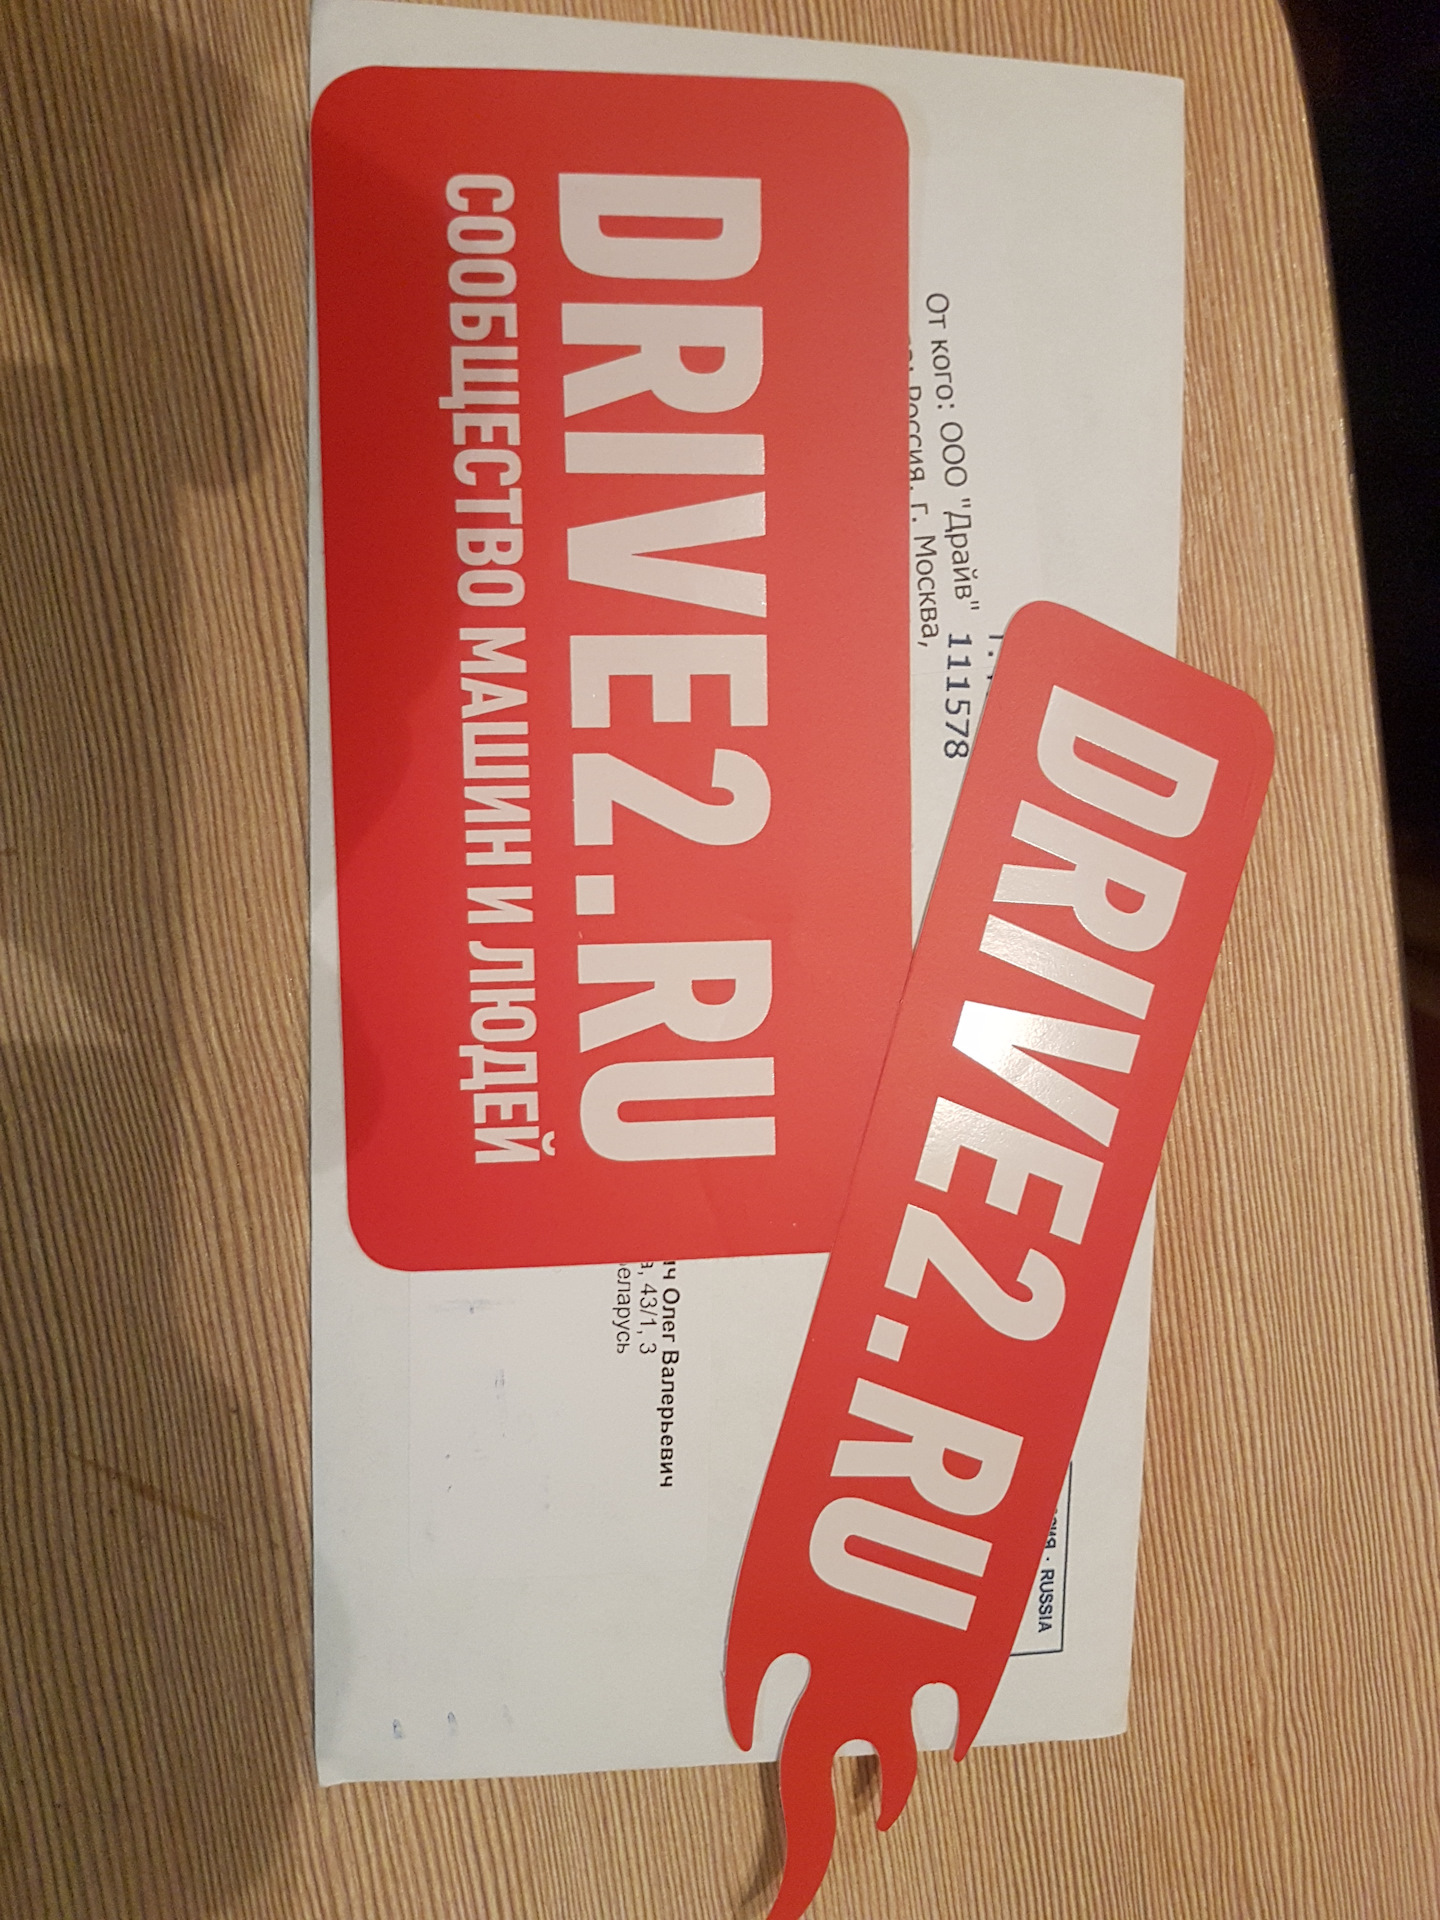 От кого: ООО "Драйв"
Россия, г. Москва,
111578
DRIVE2.RU
СООБЩЕСТВО МАШИН И ЛЮДЕЙ
DRIVE2.RU
Олег Валерьевич
43/1, 3
RUSSIA